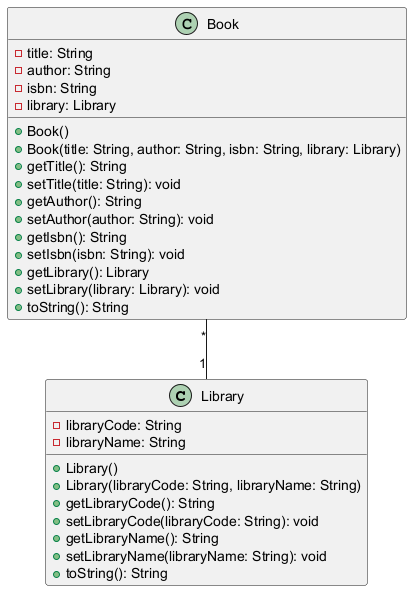 C Book
title: String
author: String
isbn: String
library: Library
Book()
Book(title: String, author: String, isbn: String, library: Library)
getTitle(): String
setTitle(title: String): void
getAuthor(): String
setAuthor(author: String): void
getIsbn(): String
setIsbn(isbn: String): void
getLibrary(): Library
setLibrary(library: Library): void
toString(): String
*
1
C Library
libraryCode: String
libraryName: String
Library()
Library(libraryCode: String, libraryName: String)
getLibraryCode(): String
setLibraryCode(libraryCode: String): void
getLibraryName(): String
setLibraryName(libraryName: String): void
toString(): String